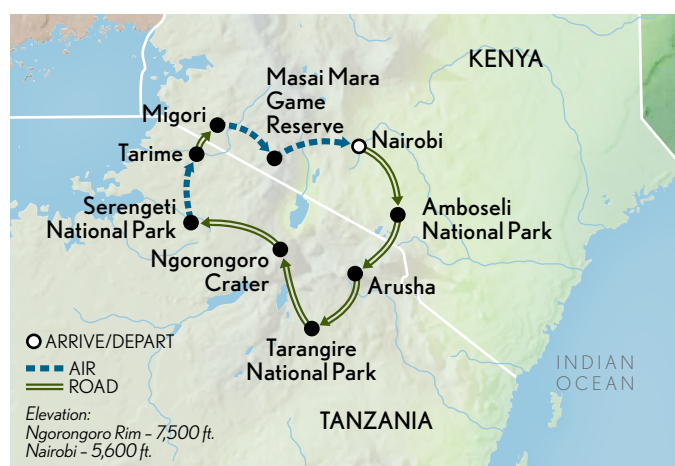 KENYA
Masai Mara
Game
Reserve
Migori
Nairobi
Tarime
Serengeti
National Park
Amboseli
National Park
Ngorongoro
Crater
Arusha
Tarangire
National Park
ARRIVE/DEPART
AIR
ROAD
Elevation:
Ngorongoro Rim – 7,500 ft.
Nairobi – 5,600 ft.
INDIAN
OCEAN
TANZANIA